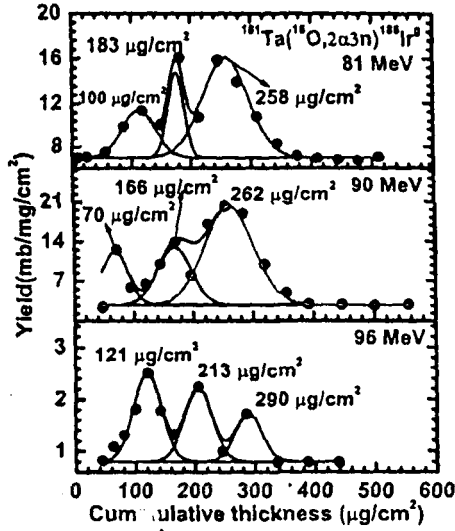 20
¹⁸¹Ta(¹⁶O,2α3n)¹⁸⁶Irᵍ
183 μg/cm²
81 MeV
16
100 μg/cm²
258 μg/cm²
12
8
166 μg/cm²
262 μg/cm²
90 MeV
70 μg/cm²
21
14
7
Yield(mb/mg/cm²)
96 MeV
3
121 μg/cm²
213 μg/cm²
290 μg/cm²
2
1
0 100 200 300 400 500 600
thickness (μg/cm²)